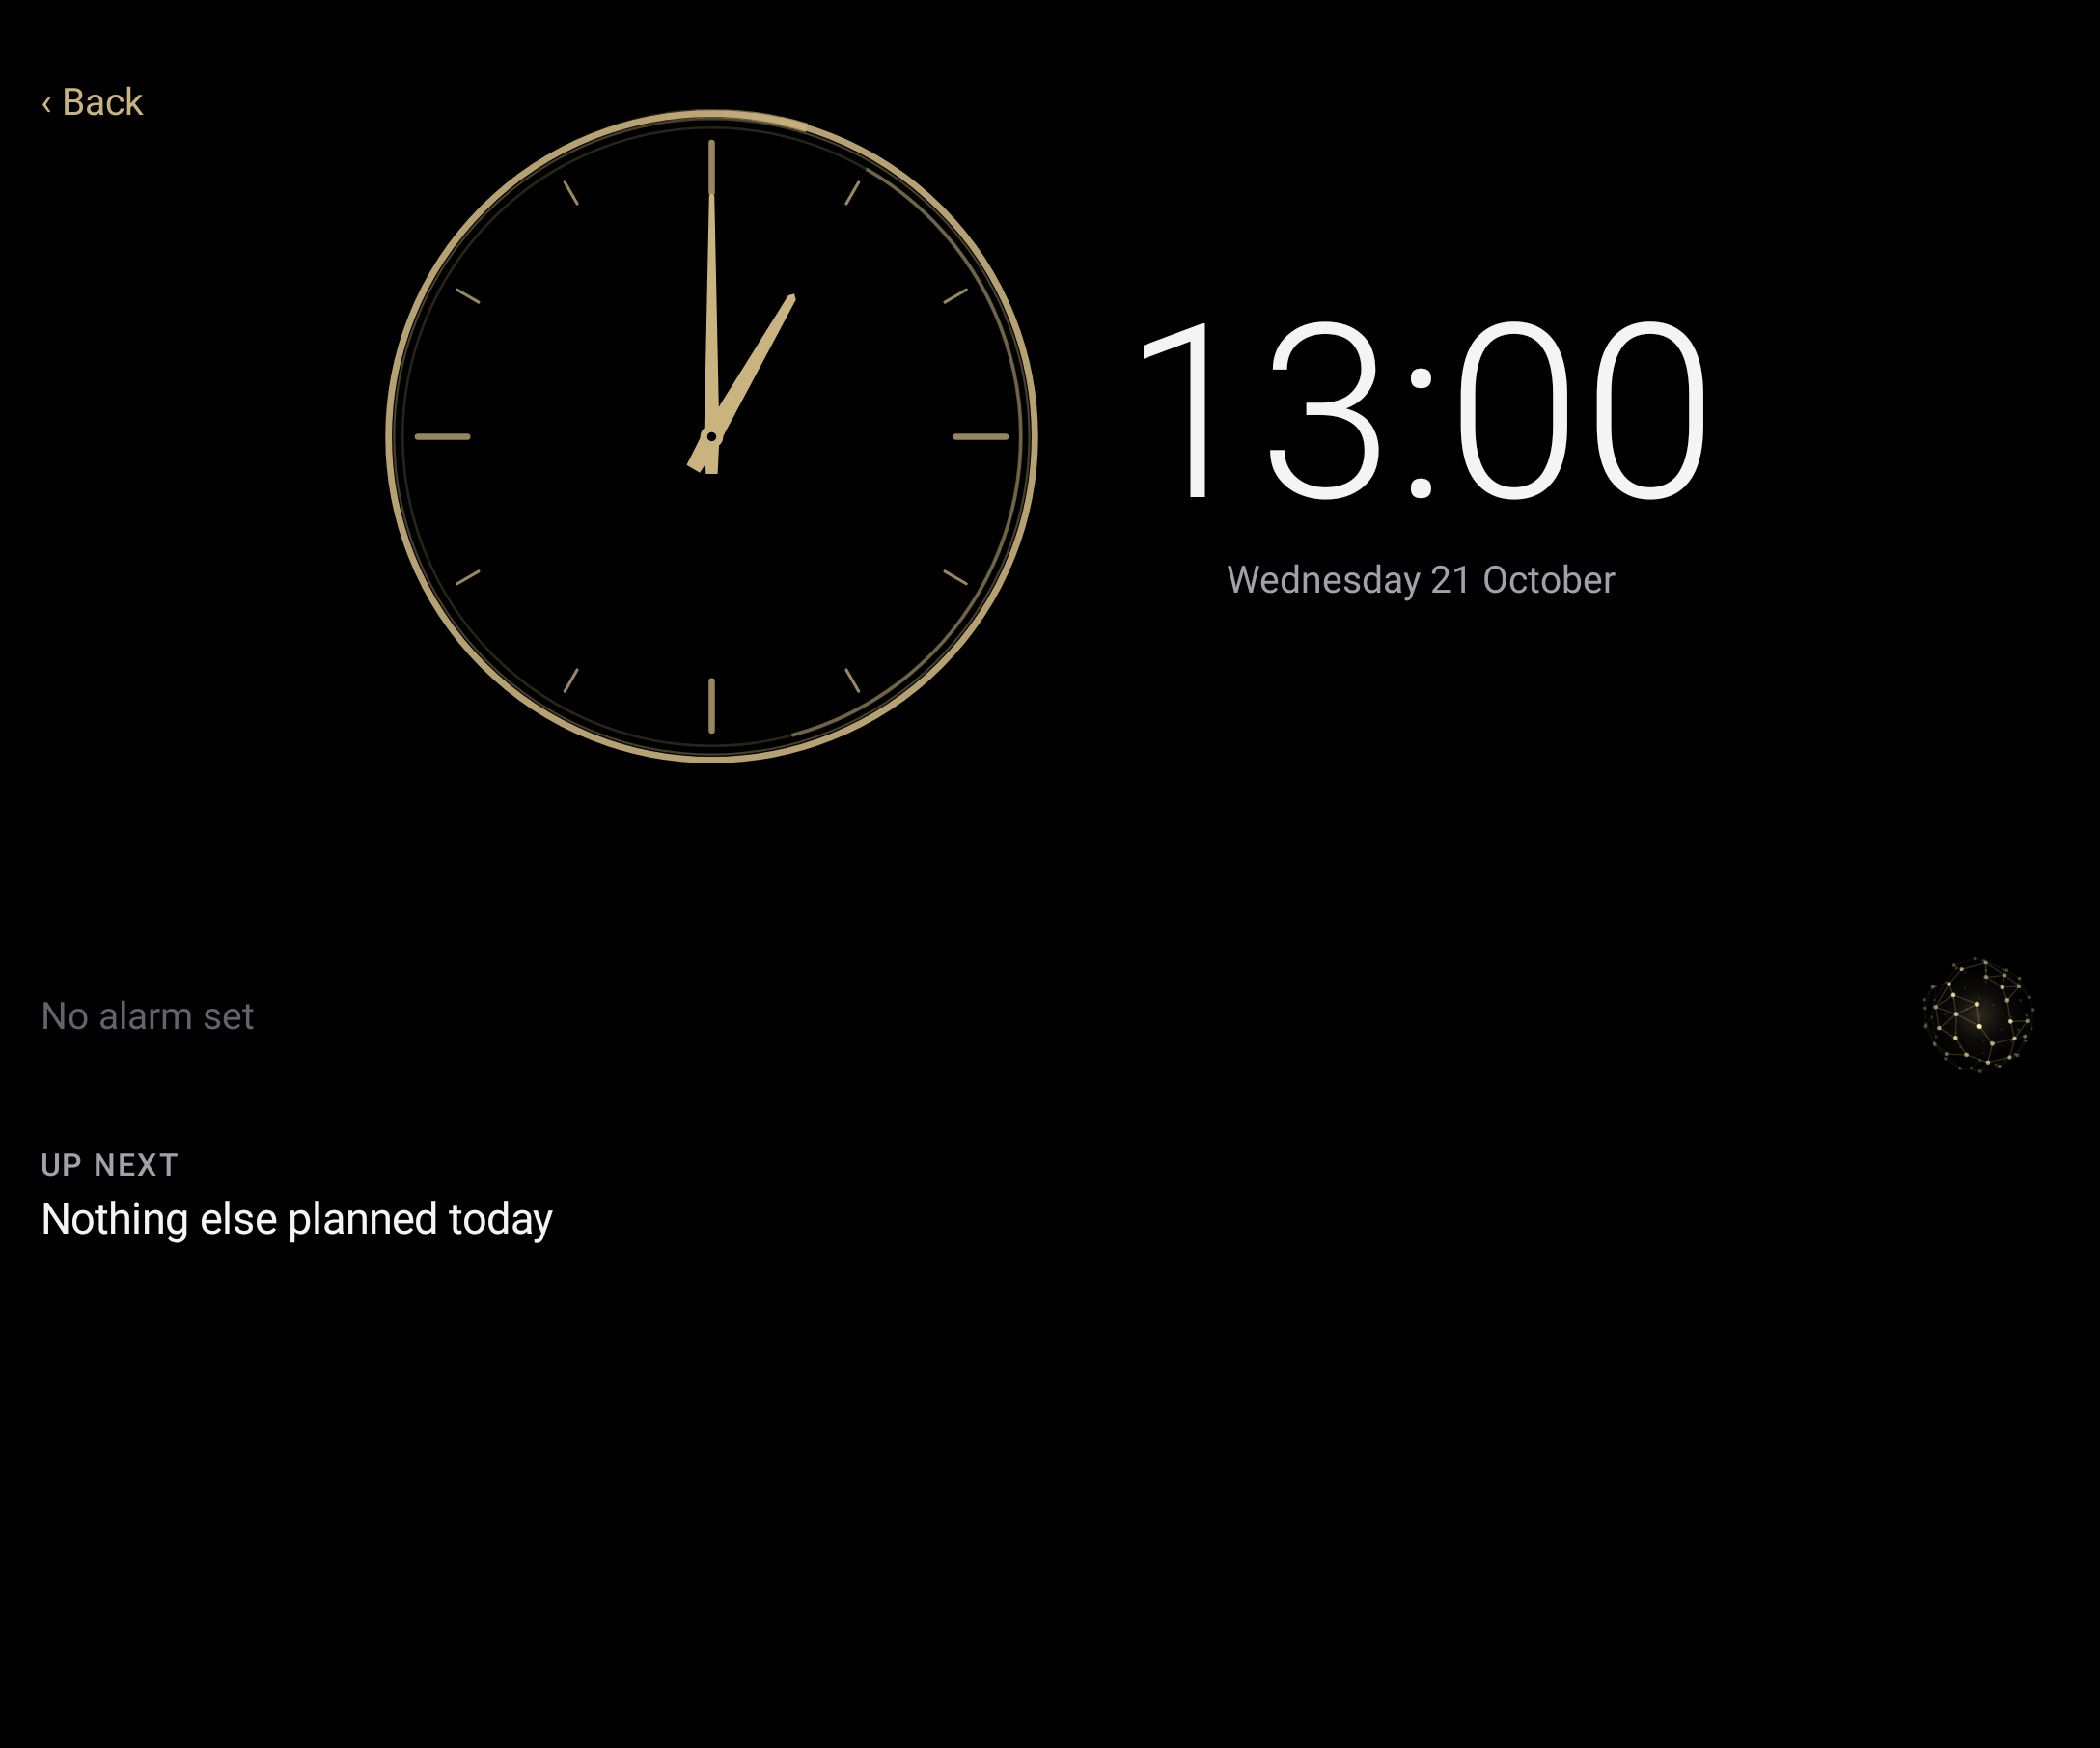 ‹ Back
13:00
Wednesday 21 October
No alarm set
UP NEXT
Nothing else planned today